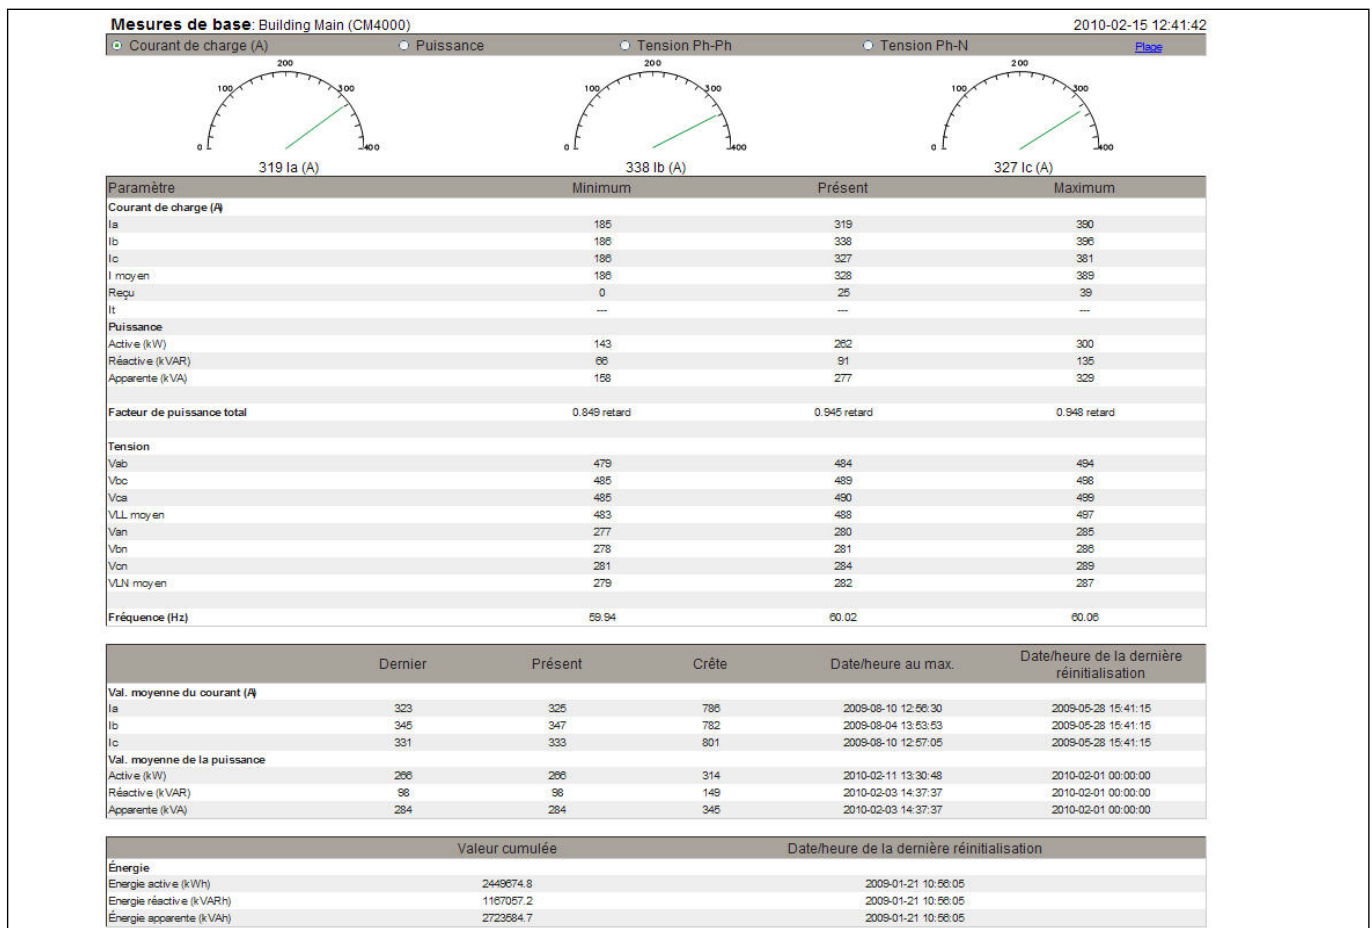 Mesures de base: Building Main (CM4000) 2010-02-15 12:41:42
Courant de charge (A) Puissance Tension Ph-Ph Tension Ph-N Plage
0 100 200 300 400 0 100 200 300 400 0 100 200 300 400
319 Ia (A) 338 Ib (A) 327 Ic (A)
Paramètre Minimum Présent Maximum
Courant de charge (A)
Ia 185 319 390
Ib 186 338 396
Ic 186 327 381
I moyen 186 328 389
Reçu 0 25 39
It --- --- ---
Puissance
Active (kW) 143 262 300
Réactive (kVAR) 66 91 135
Apparente (kVA) 158 277 329
Facteur de puissance total 0.849 retard 0.945 retard 0.948 retard
Tension
Vab 479 484 494
Vbc 485 489 498
Vca 485 490 499
VLL moyen 483 488 497
Van 277 280 285
Vbn 278 281 286
Vcn 281 284 289
VLN moyen 279 282 287
Fréquence (Hz) 59.94 60.02 60.06
Dernier Présent Crête Date/heure au max. Date/heure de la dernière
réinitialisation
Val. moyenne du courant (A)
Ia 323 325 786 2009-08-10 12:56:30 2009-05-28 15:41:15
Ib 345 347 782 2009-08-04 13:53:53 2009-05-28 15:41:15
Ic 331 333 801 2009-08-10 12:57:05 2009-05-28 15:41:15
Val. moyenne de la puissance
Active (kW) 266 266 314 2010-02-11 13:30:48 2010-02-01 00:00:00
Réactive (kVAR) 98 98 149 2010-02-03 14:37:37 2010-02-01 00:00:00
Apparente (kVA) 284 284 345 2010-02-03 14:37:37 2010-02-01 00:00:00
Valeur cumulée Date/heure de la dernière réinitialisation
Énergie
Energie active (kWh) 2449674.8 2009-01-21 10:56:05
Energie réactive (kVARh) 1167057.2 2009-01-21 10:56:05
Énergie apparente (kVAh) 2723584.7 2009-01-21 10:56:05